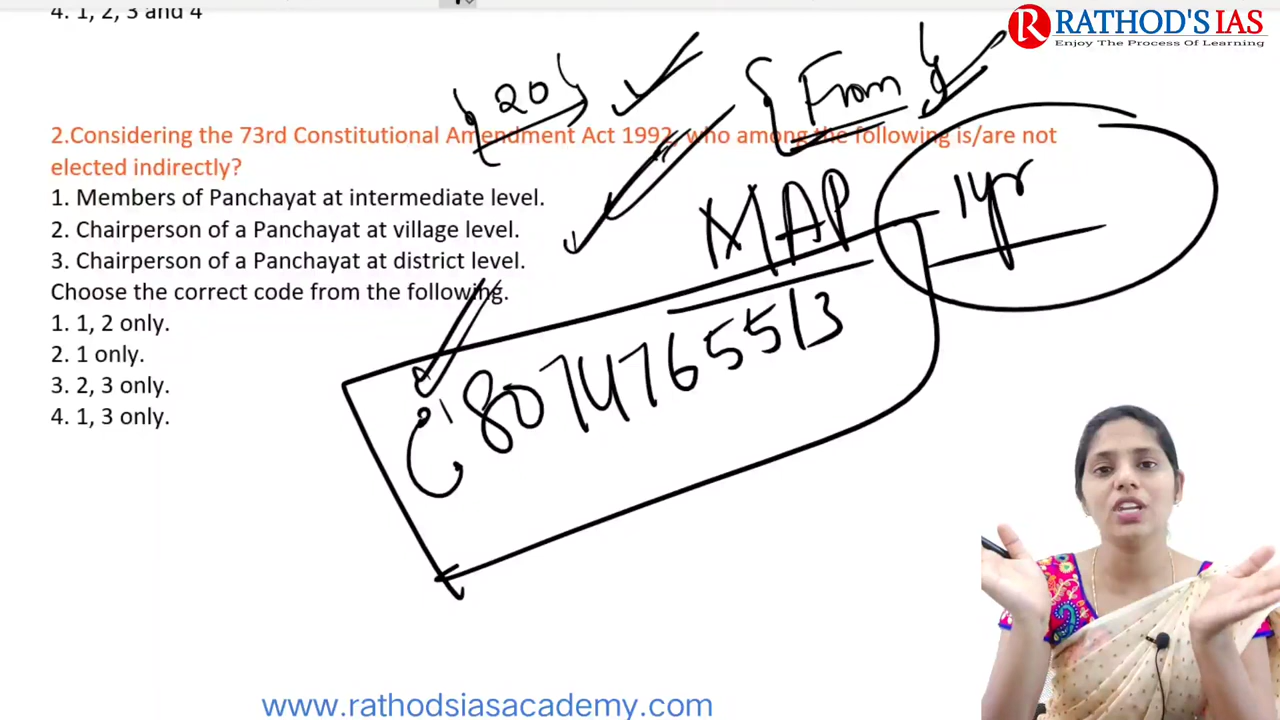 4. 1, 2, 3 and 4
RATHOD'S IAS
Enjoy The Process Of Learning
20
From
2.Considering the 73rd Constitutional Amendment Act 1992, who among the following is/are not
elected indirectly?
1. Members of Panchayat at intermediate level.
MAP
1yr
2. Chairperson of a Panchayat at village level.
3. Chairperson of a Panchayat at district level.
Choose the correct code from the following.
1. 1, 2 only.
2. 1 only.
3. 2, 3 only.
4. 1, 3 only.
8074765513
www.rathodsiasacademy.com